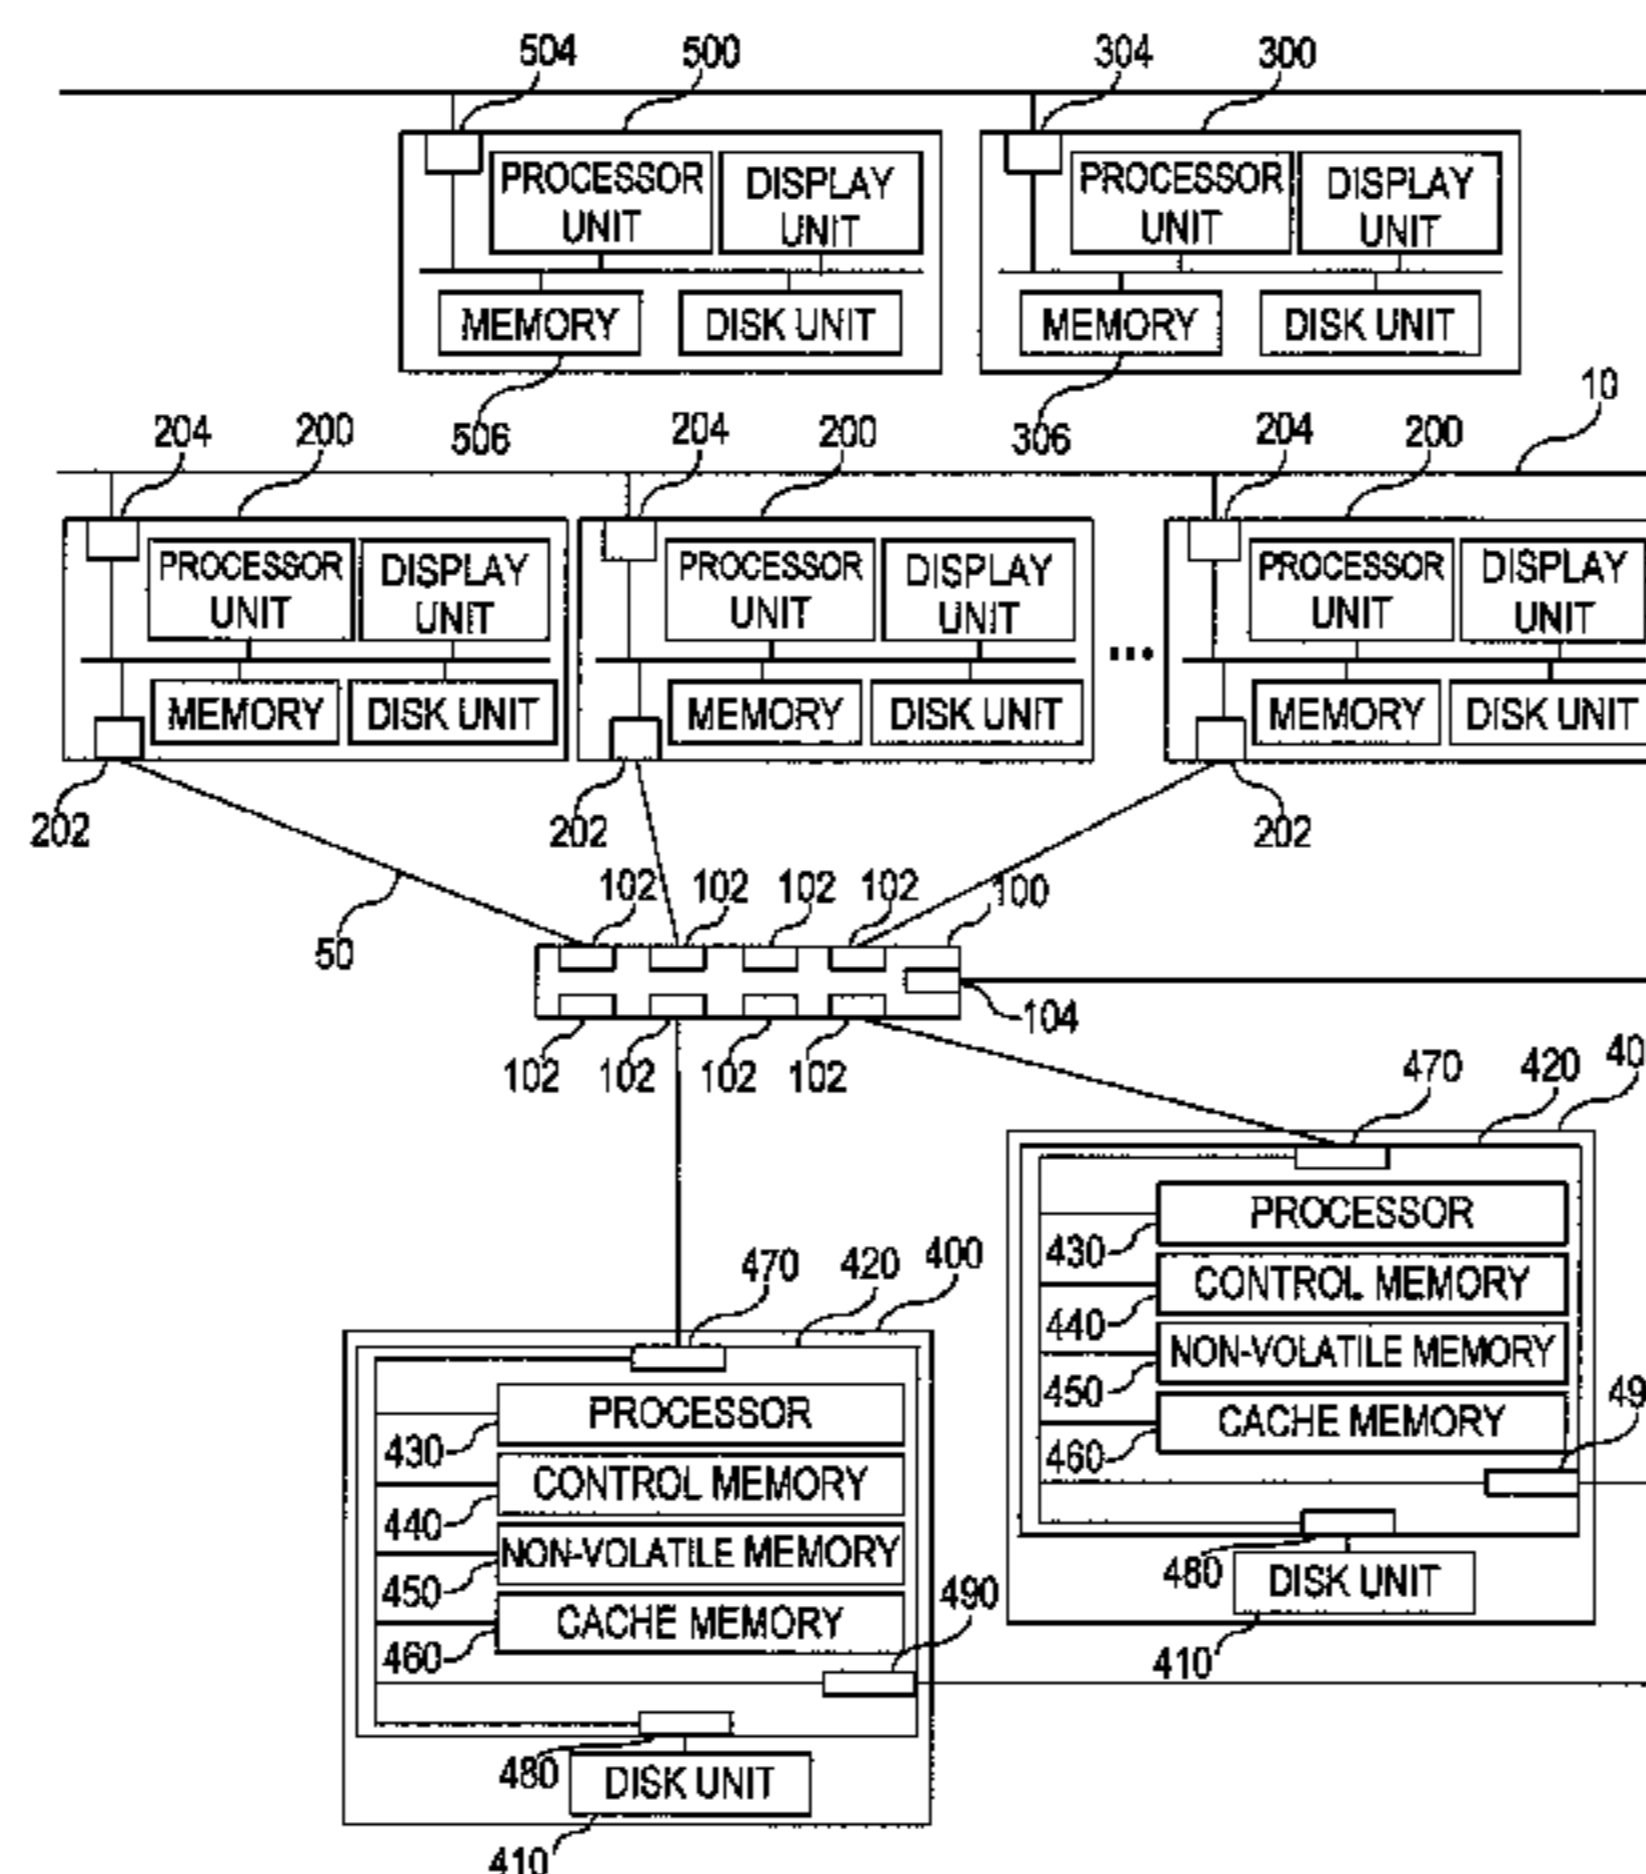 504 500 304 300
PROCESSOR UNIT DISPLAY UNIT PROCESSOR UNIT DISPLAY UNIT
MEMORY DISK UNIT MEMORY DISK UNIT
506 306 10
204 200 204 200 204 200
PROCESSOR UNIT DISPLAY UNIT PROCESSOR UNIT DISPLAY UNIT PROCESSOR UNIT DISPLAY UNIT
...
MEMORY DISK UNIT MEMORY DISK UNIT MEMORY DISK UNIT
202 202 202
50 102 102 102 102 100
104
102 102 102 102
470 420 40
PROCESSOR
430
CONTROL MEMORY
440
NON-VOLATILE MEMORY
450
CACHE MEMORY
460
49
480
DISK UNIT
410
470 420 400
PROCESSOR
430
CONTROL MEMORY
440
NON-VOLATILE MEMORY
450
CACHE MEMORY
460
490
480
DISK UNIT
410